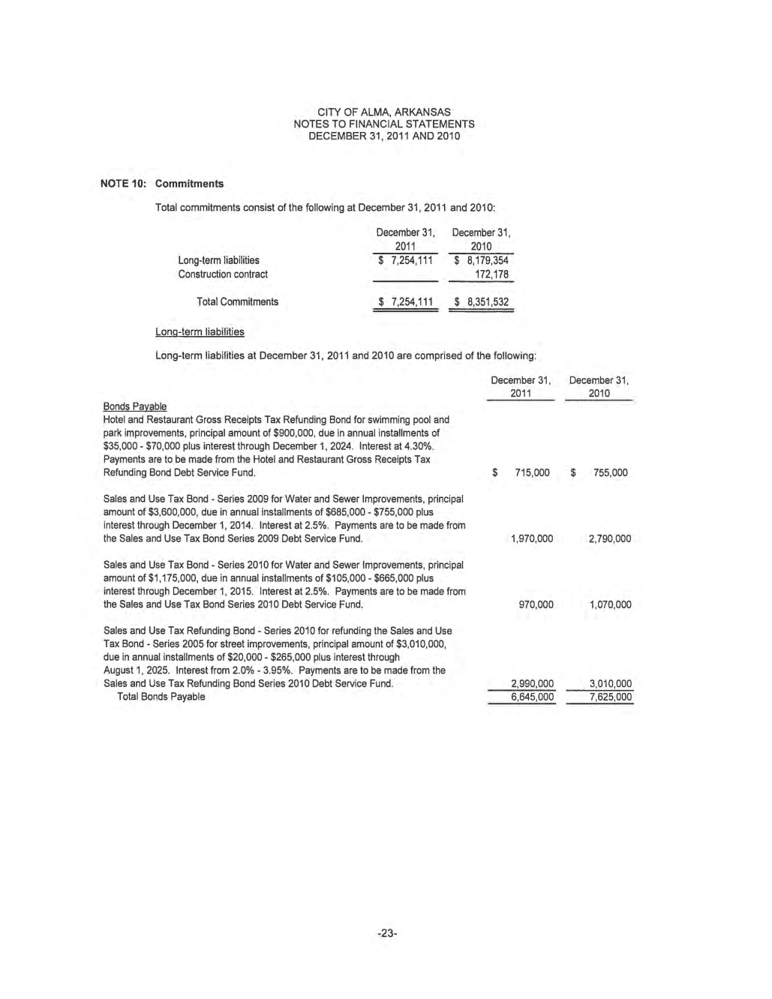 CITY OF ALMA, ARKANSAS
NOTES TO FINANCIAL STATEMENTS
DECEMBER 31, 2011 AND 2010
NOTE 10: Commitments
Total commitments consist of the following at December 31, 2011 and 2010:
December 31, December 31,
2011 2010
Long-term liabilities $ 7,254,111 $ 8,179,354
Construction contract 172,178
Total Commitments $ 7,254,111 $ 8,351,532
Long-term liabilities
Long-term liabilities at December 31, 2011 and 2010 are comprised of the following:
December 31, December 31,
2011 2010
Bonds Payable
Hotel and Restaurant Gross Receipts Tax Refunding Bond for swimming pool and
park improvements, principal amount of $900,000, due in annual installments of
$35,000 - $70,000 plus interest through December 1, 2024. Interest at 4.30%.
Payments are to be made from the Hotel and Restaurant Gross Receipts Tax
Refunding Bond Debt Service Fund. $ 715,000 $ 755,000
Sales and Use Tax Bond - Series 2009 for Water and Sewer Improvements, principal
amount of $3,600,000, due in annual installments of $685,000 - $755,000 plus
interest through December 1, 2014. Interest at 2.5%. Payments are to be made from
the Sales and Use Tax Bond Series 2009 Debt Service Fund. 1,970,000 2,790,000
Sales and Use Tax Bond - Series 2010 for Water and Sewer Improvements, principal
amount of $1,175,000, due in annual installments of $105,000 - $665,000 plus
interest through December 1, 2015. Interest at 2.5%. Payments are to be made from
the Sales and Use Tax Bond Series 2010 Debt Service Fund. 970,000 1,070,000
Sales and Use Tax Refunding Bond - Series 2010 for refunding the Sales and Use
Tax Bond - Series 2005 for street improvements, principal amount of $3,010,000,
due in annual installments of $20,000 - $265,000 plus interest through
August 1, 2025. Interest from 2.0% - 3.95%. Payments are to be made from the
Sales and Use Tax Refunding Bond Series 2010 Debt Service Fund. 2,990,000 3,010,000
Total Bonds Payable 6,645,000 7,625,000
-23-